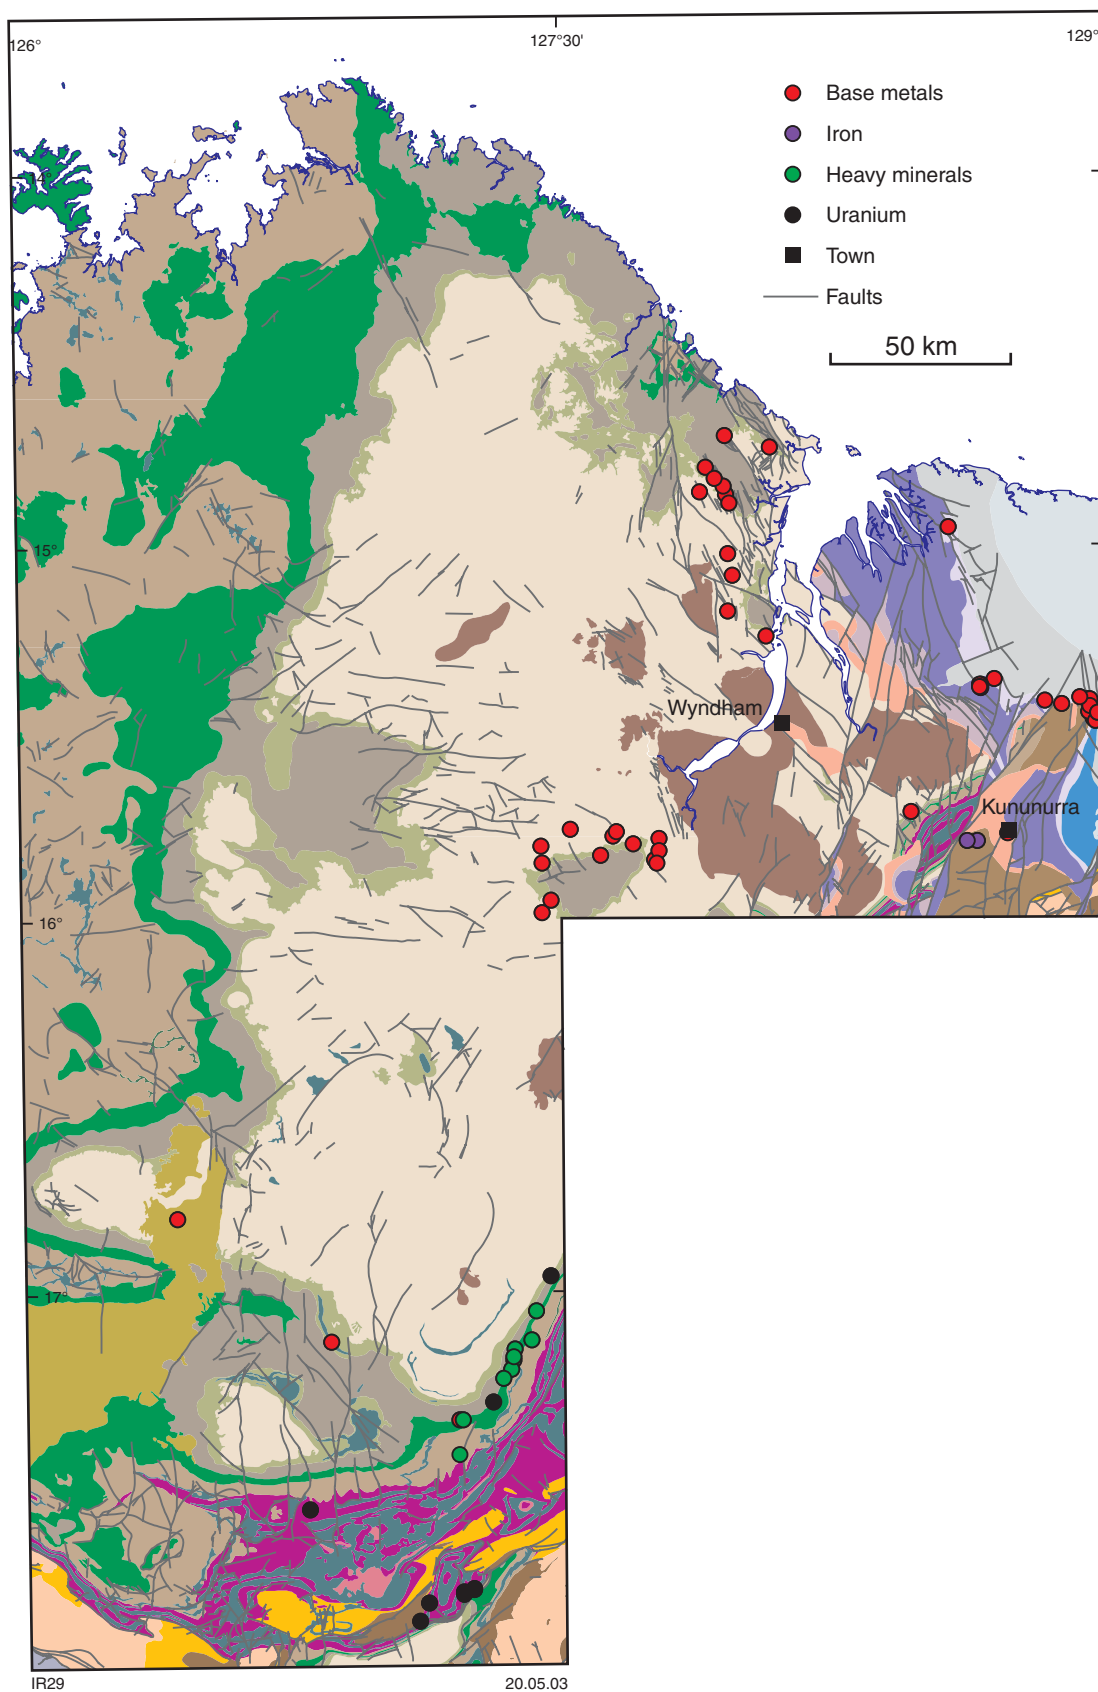 126°
127°30'
129°
Base metals
Iron
Heavy minerals
Uranium
Town
Faults
50 km
14°
15°
Wyndham
Kununurra
16°
17°
IR29
20.05.03